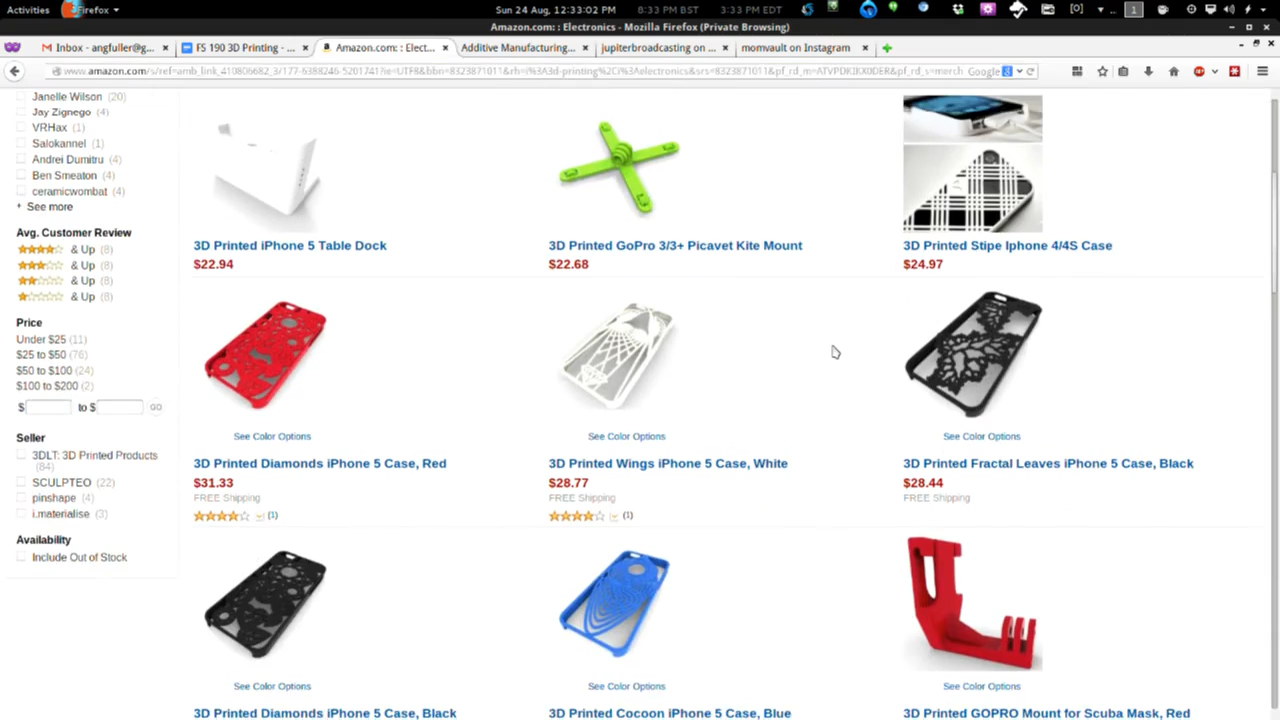 Activities Firefox Sun 24 Aug, 12:33:02 PM 8:33 PM BST 3:33 PM EDT 1
Amazon.com: : Electronics - Mozilla Firefox (Private Browsing)
Inbox - angfuller@g... FS 190 3D Printing - ... Amazon.com: : Elect... Additive Manufacturing... jupiterbroadcasting on ... momvault on Instagram
www.amazon.com/s/ref=amb_link_410806682_3/177-6388246-5201741?ie=UTF8&bbn=8323871011&rh=i%3A3d-printing%2Ci%3Aelectronics&srs=8323871011&pf_rd_m=ATVPDKIKX0DER&pf_rd_s=merch Google
Janelle Wilson (20)
Jay Zignego (4)
VRHax (1)
Salokannel (1)
Andrei Dumitru (4)
Ben Smeaton (4)
ceramicwombat (4)
See more
Avg. Customer Review
& Up (8)
& Up (8)
& Up (8)
& Up (8)
Price
Under $25 (11)
$25 to $50 (76)
$50 to $100 (24)
$100 to $200 (2)
$ to $ GO
Seller
3DLT: 3D Printed Products
(84)
SCULPTEO (22)
pinshape (4)
i.materialise (3)
Availability
Include Out of Stock
3D Printed iPhone 5 Table Dock
$22.94
3D Printed GoPro 3/3+ Picavet Kite Mount
$22.68
3D Printed Stipe Iphone 4/4S Case
$24.97
See Color Options
3D Printed Diamonds iPhone 5 Case, Red
$31.33
FREE Shipping
(1)
See Color Options
3D Printed Wings iPhone 5 Case, White
$28.77
FREE Shipping
(1)
See Color Options
3D Printed Fractal Leaves iPhone 5 Case, Black
$28.44
FREE Shipping
See Color Options
3D Printed Diamonds iPhone 5 Case, Black
See Color Options
3D Printed Cocoon iPhone 5 Case, Blue
See Color Options
3D Printed GOPRO Mount for Scuba Mask, Red